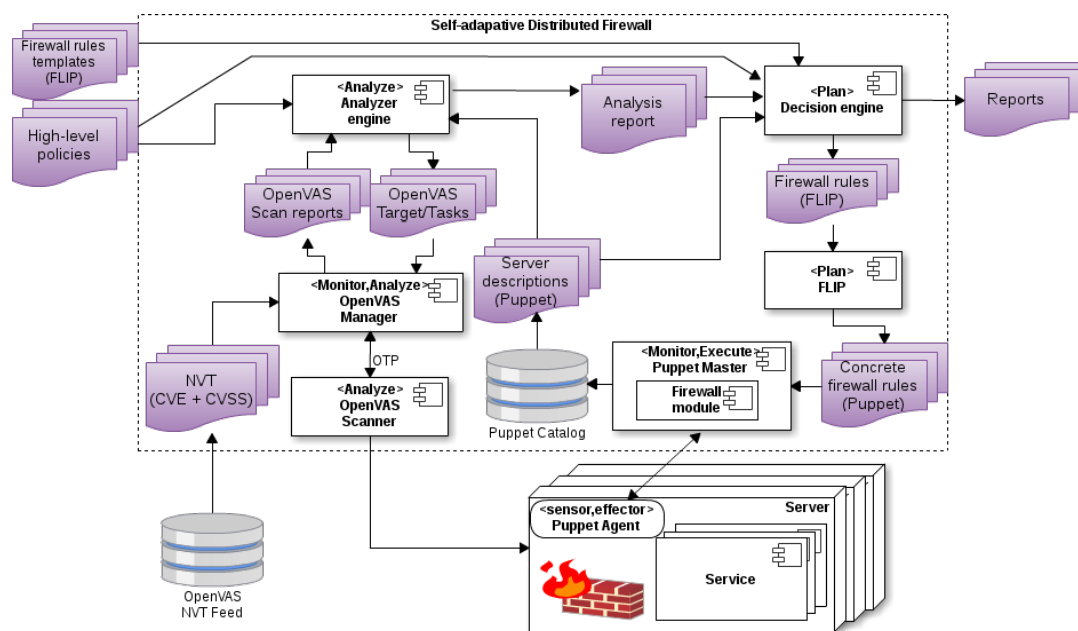 Self-adapative Distributed Firewall
Firewall rules
templates
(FLIP)
High-level
policies
<Analyze>
Analyzer
engine
Analysis
report
<Plan>
Decision engine
Reports
OpenVAS
Scan reports
OpenVAS
Target/Tasks
Firewall rules
(FLIP)
Server
descriptions
(Puppet)
<Plan>
FLIP
<Monitor,Analyze>
OpenVAS
Manager
OTP
NVT
(CVE + CVSS)
<Analyze>
OpenVAS
Scanner
Puppet Catalog
<Monitor,Execute>
Puppet Master
Firewall
module
Concrete
firewall rules
(Puppet)
OpenVAS
NVT Feed
<sensor,effector>
Puppet Agent
Server
Service